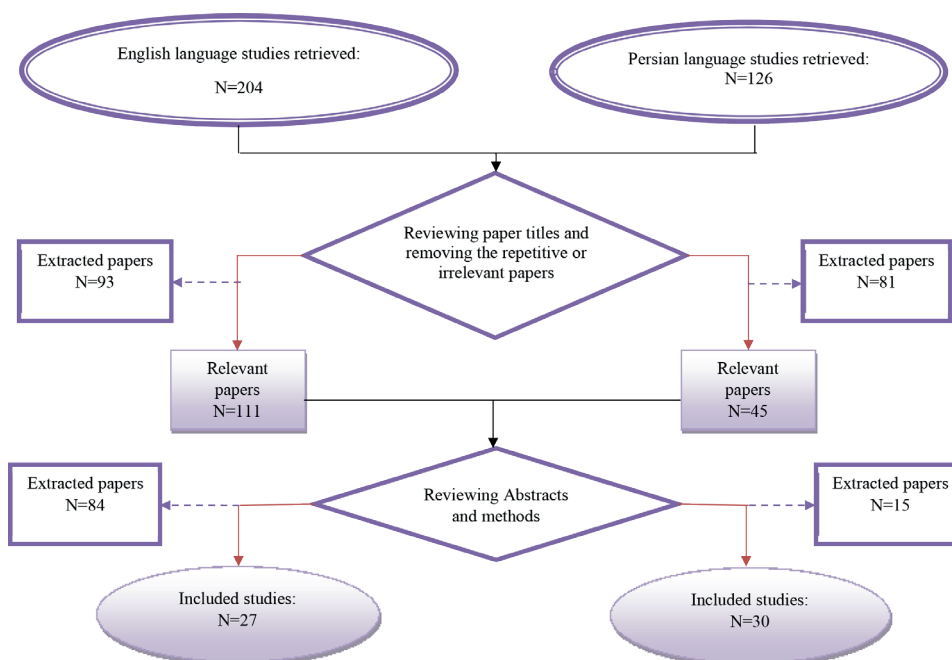 English language studies retrieved:
N=204
Persian language studies retrieved:
N=126
Reviewing paper titles and
removing the repetitive or
irrelevant papers
Extracted papers
N=93
Extracted papers
N=81
Relevant
papers
N=111
Relevant
papers
N=45
Reviewing Abstracts
and methods
Extracted papers
N=84
Extracted papers
N=15
Included studies:
N=27
Included studies:
N=30